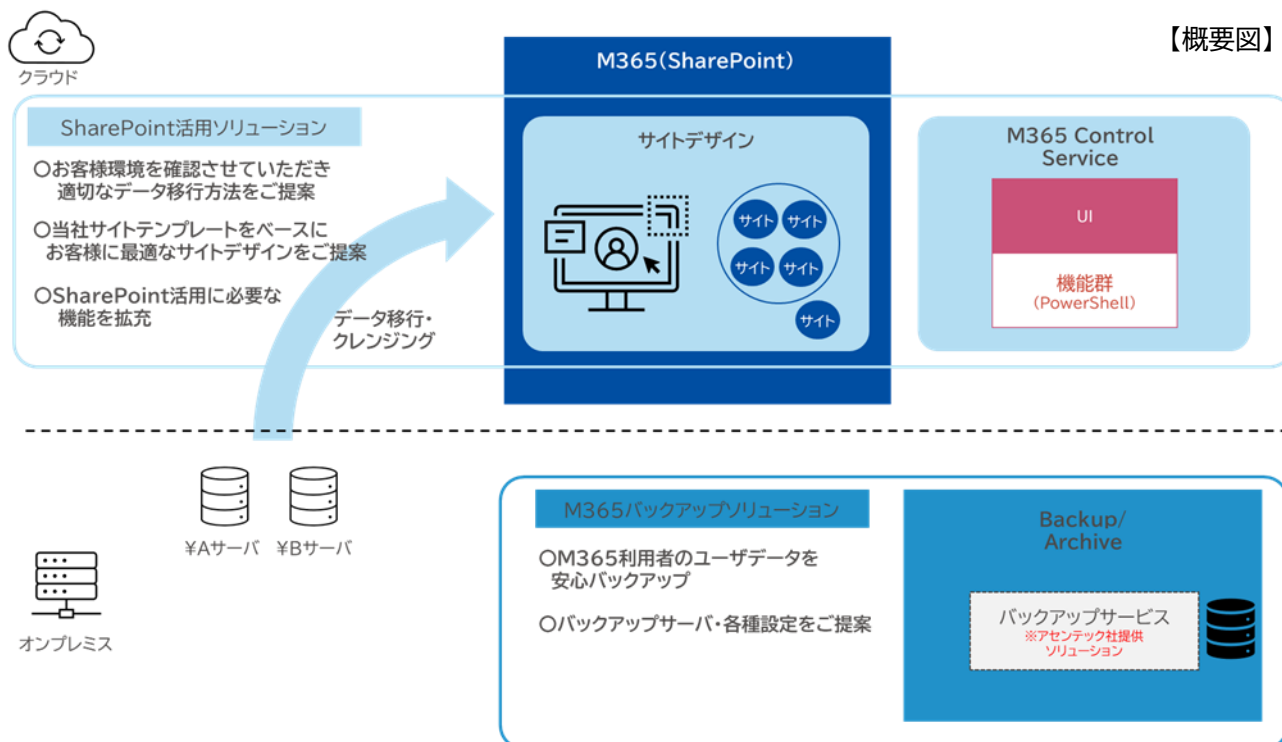 【概要図】
クラウド
M365(SharePoint)
SharePoint活用ソリューション
○お客様環境を確認させていただき
適切なデータ移行方法をご提案
○当社サイトテンプレートをベースに
お客様に最適なサイトデザインをご提案
○SharePoint活用に必要な
機能を拡充
データ移行・
クレンジング
サイトデザイン
サイト
サイト
サイト
サイト
サイト
M365 Control
Service
UI
機能群
(PowerShell)
¥Aサーバ
¥Bサーバ
オンプレミス
M365バックアップソリューション
○M365利用者のユーザデータを
安心バックアップ
○バックアップサーバ・各種設定をご提案
Backup/
Archive
バックアップサービス
※アセンテック社提供
ソリューション